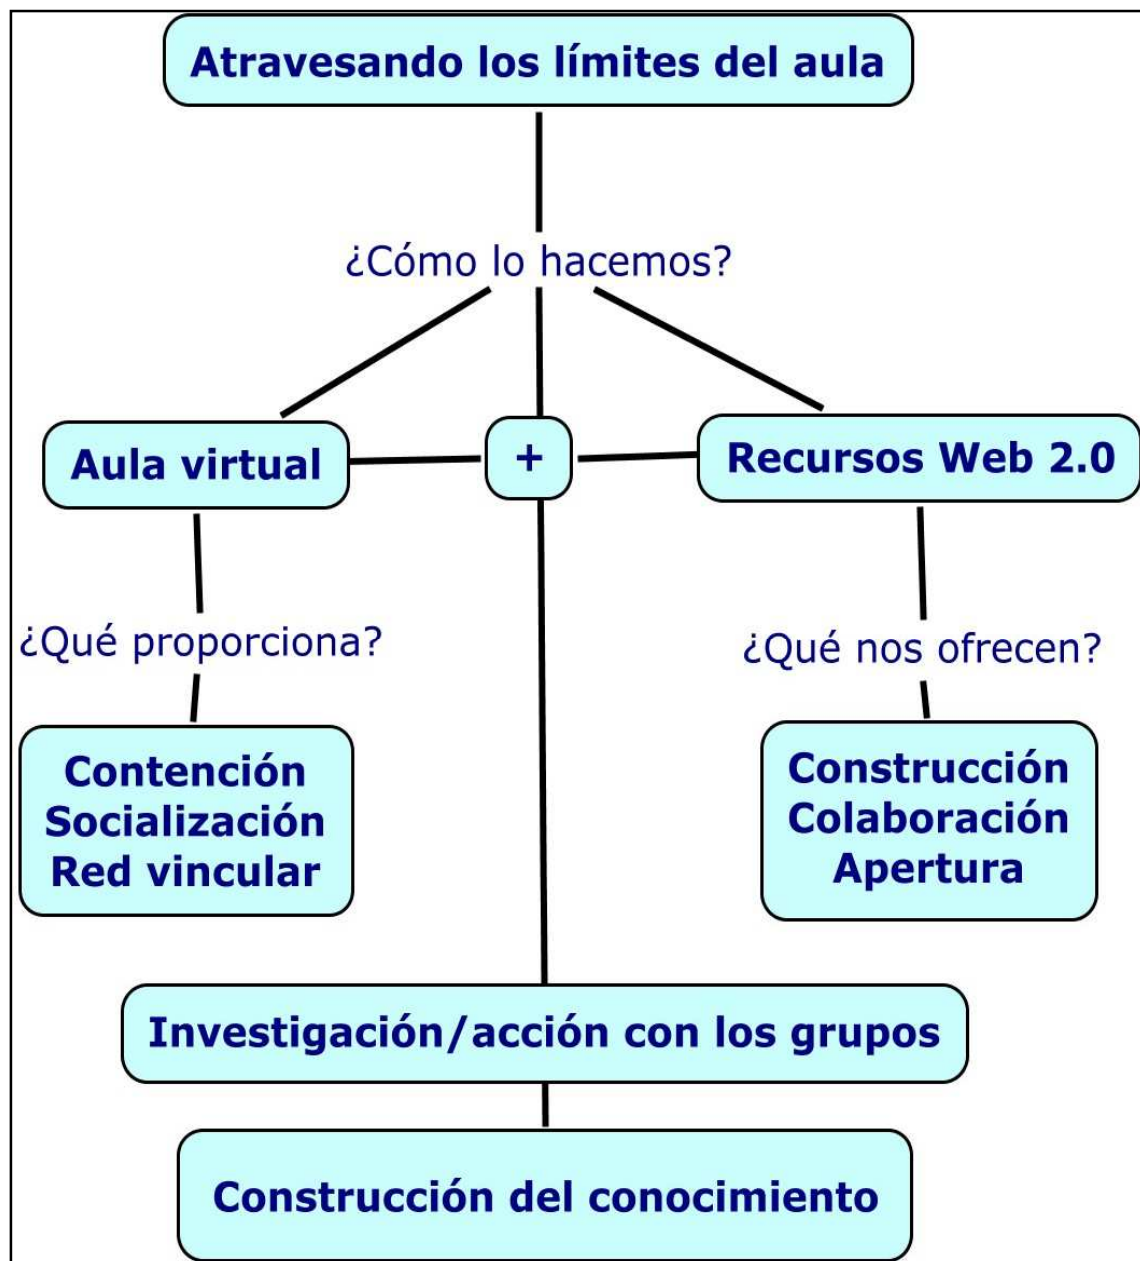 Atravesando los límites del aula
¿Cómo lo hacemos?
Aula virtual
+
Recursos Web 2.0
¿Qué proporciona?
¿Qué nos ofrecen?
Contención
Socialización
Red vincular
Construcción
Colaboración
Apertura
Investigación/acción con los grupos
Construcción del conocimiento